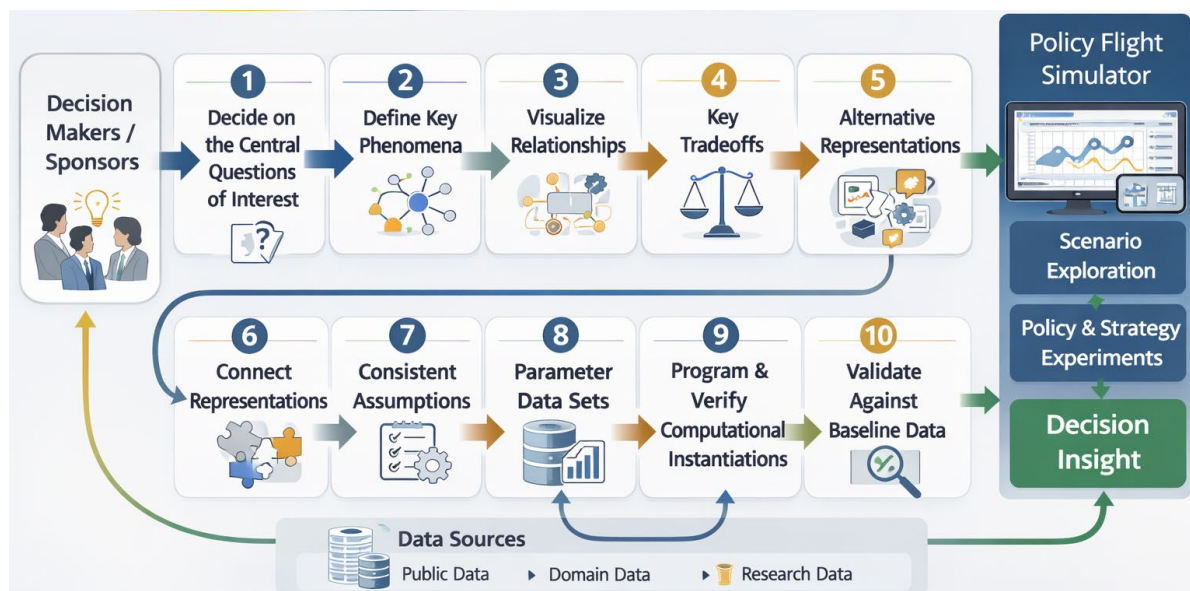 Decision
Makers /
Sponsors
1
Decide on
the Central
Questions
of Interest
?
2
Define Key
Phenomena
3
Visualize
Relationships
4
Key
Tradeoffs
5
Alternative
Representations
?
Policy Flight
Simulator
Scenario
Exploration
Policy & Strategy
Experiments
Decision
Insight
6
Connect
Representations
7
Consistent
Assumptions
8
Parameter
Data Sets
9
Program &
Verify
Computational
Instantiations
10
Validate
Against
Baseline Data
Data Sources
Public Data
Domain Data
Research Data